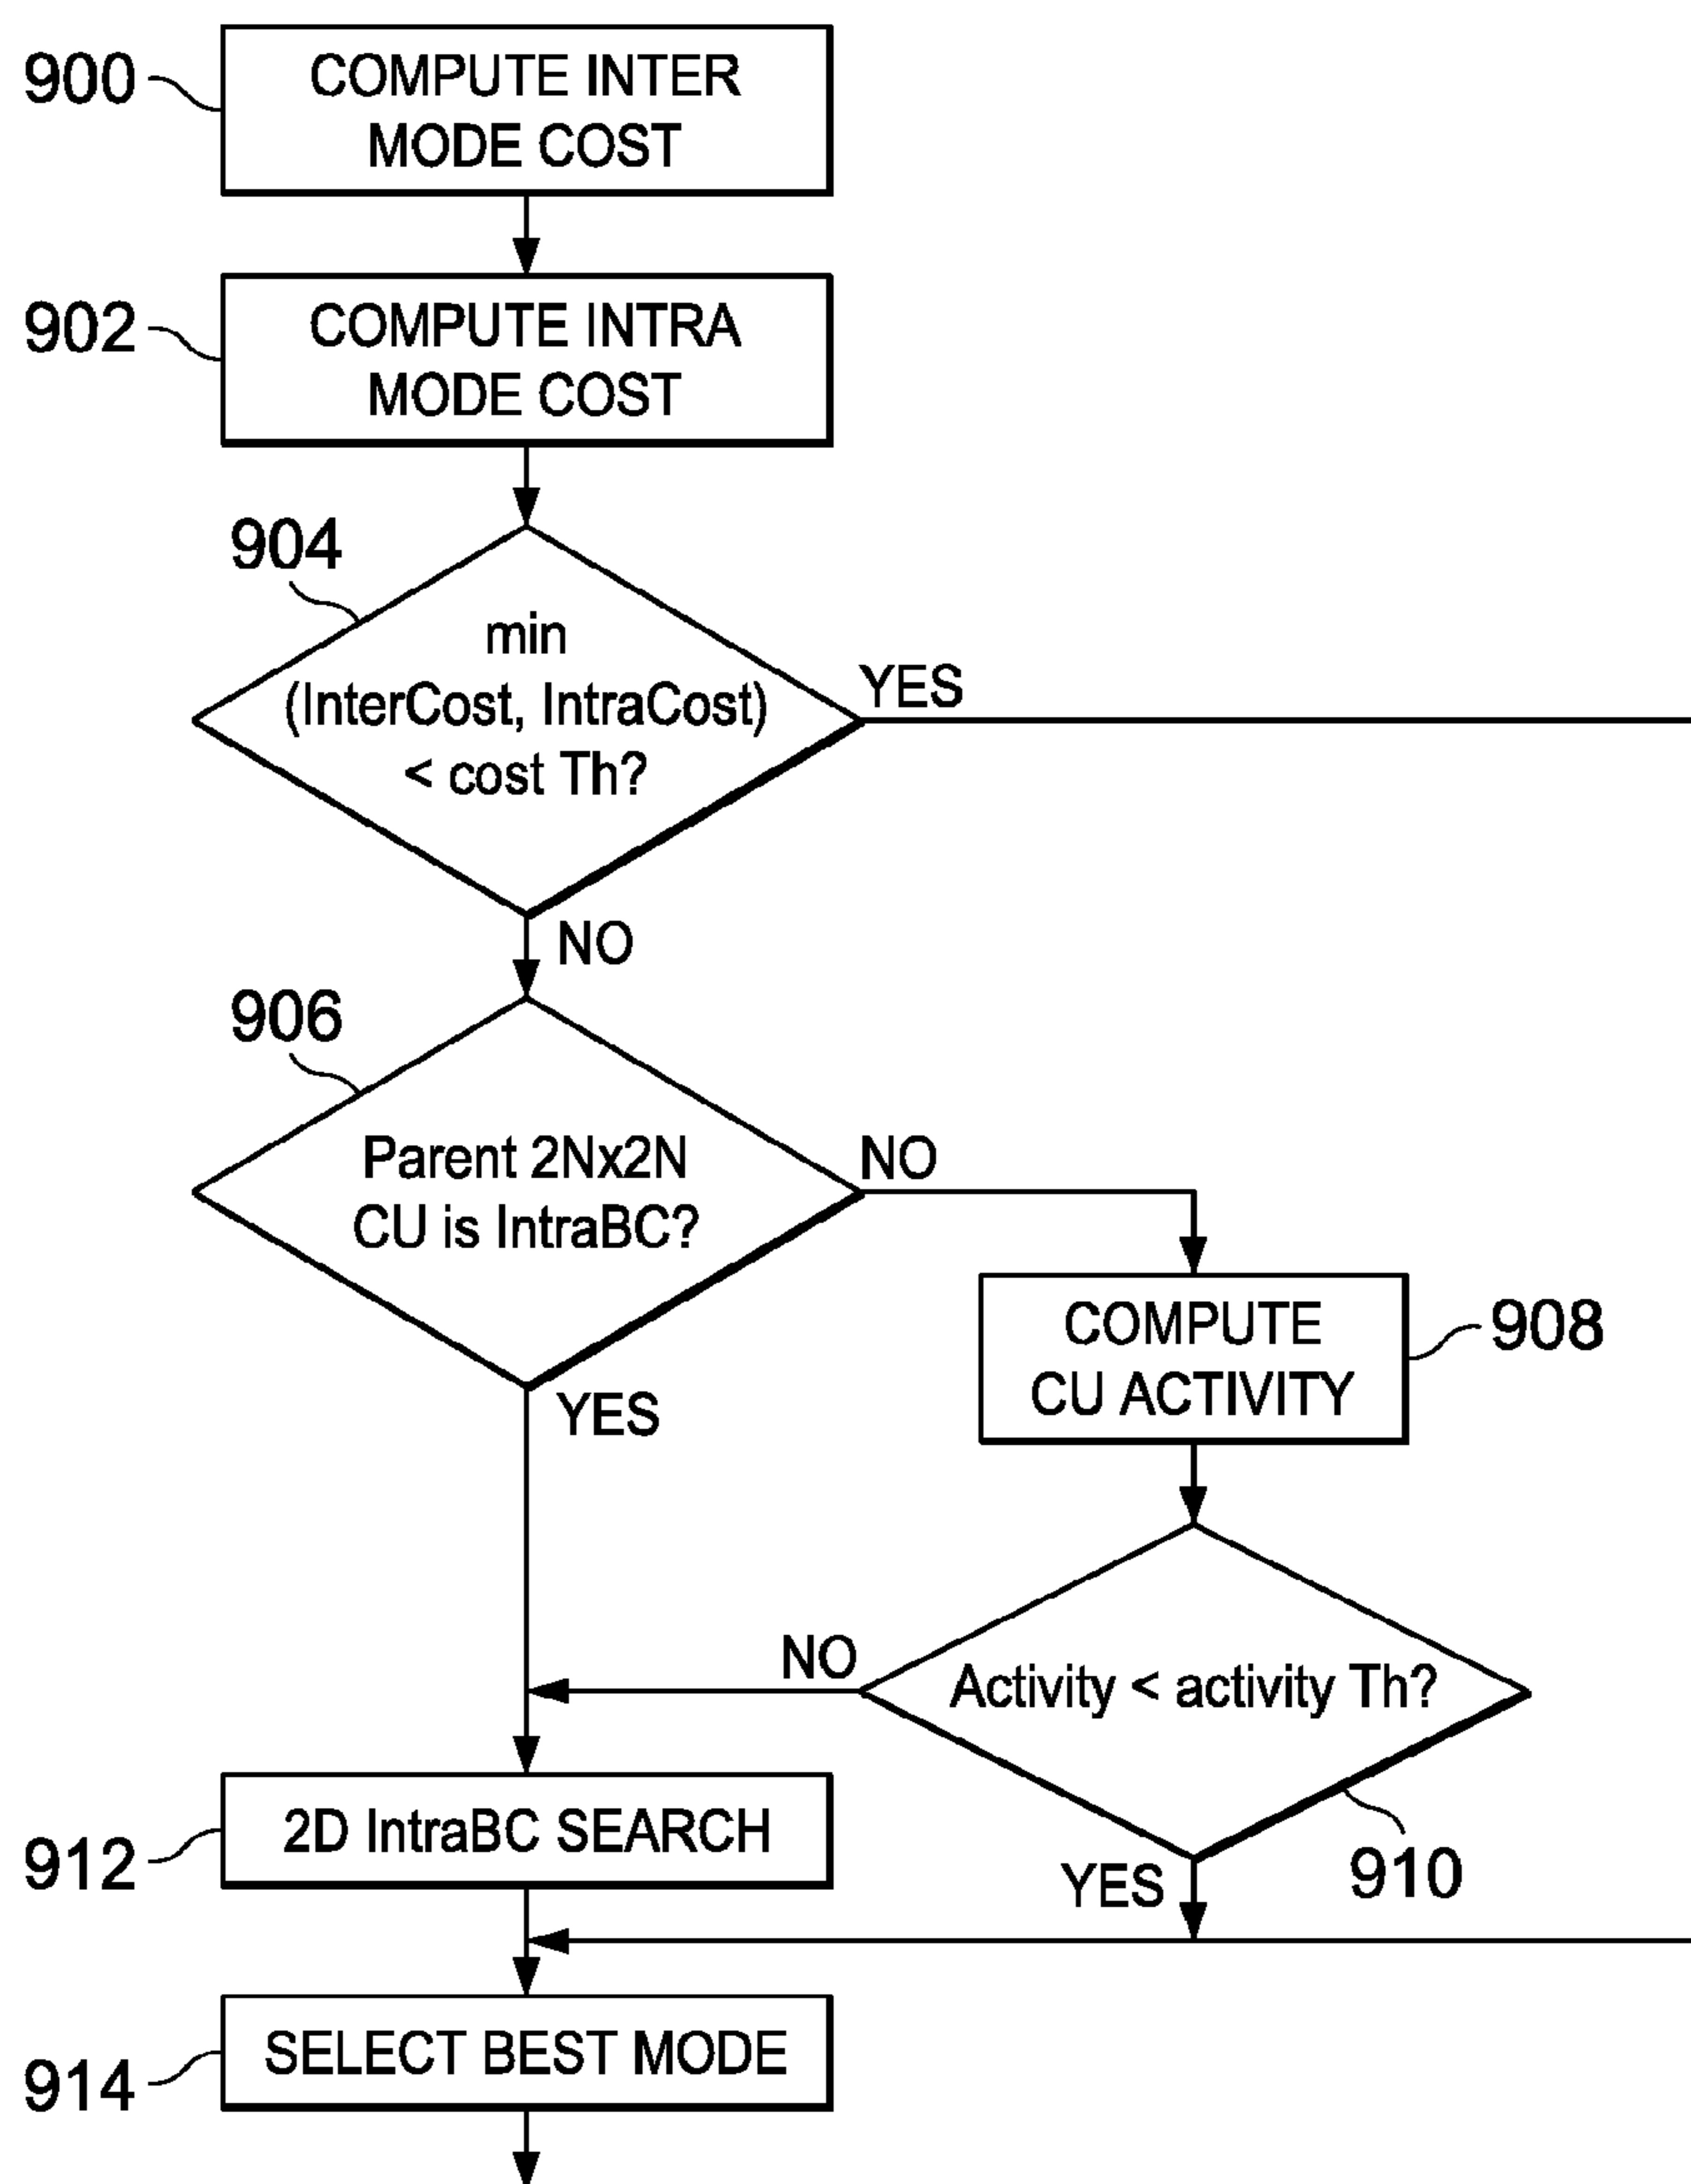 900
COMPUTE INTER
MODE COST
902
COMPUTE INTRA
MODE COST
904
min
(InterCost, IntraCost)
< cost Th?
YES
NO
906
Parent 2Nx2N
CU is IntraBC?
NO
YES
COMPUTE
CU ACTIVITY
908
Activity < activity Th?
NO
YES
910
912
2D IntraBC SEARCH
914
SELECT BEST MODE